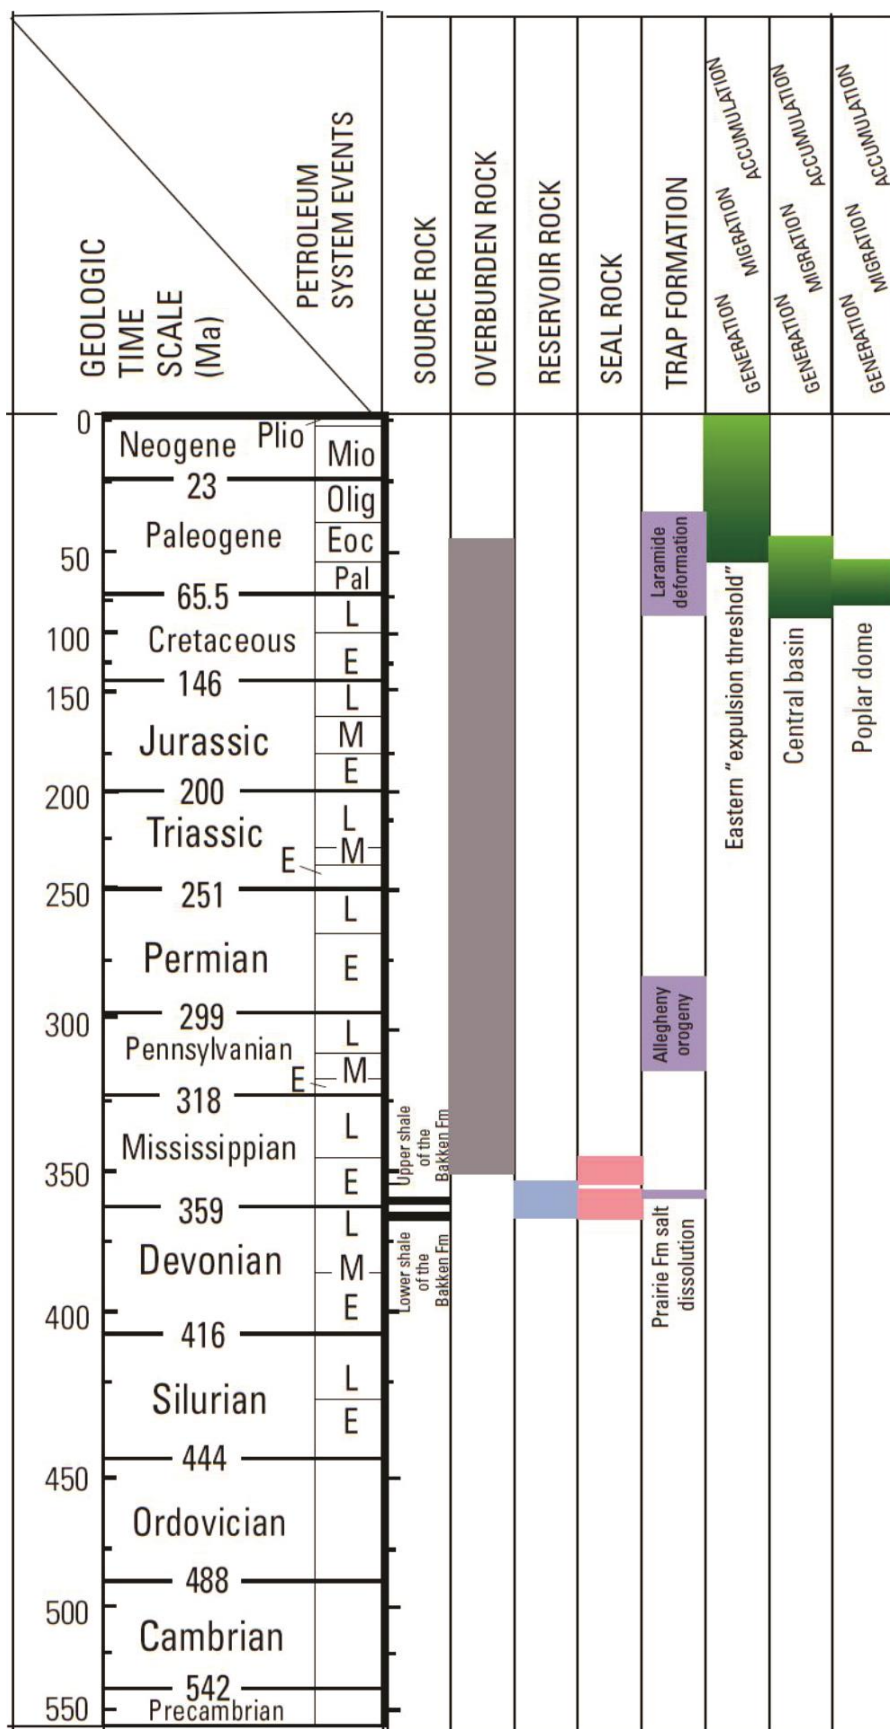 GEOLOGIC
TIME
SCALE
(Ma)
PETROLEUM
SYSTEM EVENTS
SOURCE ROCK
OVERBURDEN ROCK
RESERVOIR ROCK
SEAL ROCK
TRAP FORMATION
GENERATION MIGRATION ACCUMULATION
GENERATION MIGRATION ACCUMULATION
GENERATION MIGRATION ACCUMULATION
0
Neogene
Plio
Mio
23
Olig
Paleogene
Eoc
50
Pal
65.5
L
100
Cretaceous
E
146
150
L
Jurassic
M
E
200
200
L
Triassic
M
E
250
251
L
Permian
E
299
300
L
Pennsylvanian
M
E
318
L
Mississippian
350
E
359
L
Devonian
M
E
400
416
L
Silurian
E
444
450
Ordovician
488
500
Cambrian
542
550
Precambrian
Upper shale
of the
Bakken Fm
Lower shale
of the
Bakken Fm
Laramide
deformation
Allegheny
orogeny
Prairie Fm salt
dissolution
Eastern “expulsion threshold”
Central basin
Poplar dome